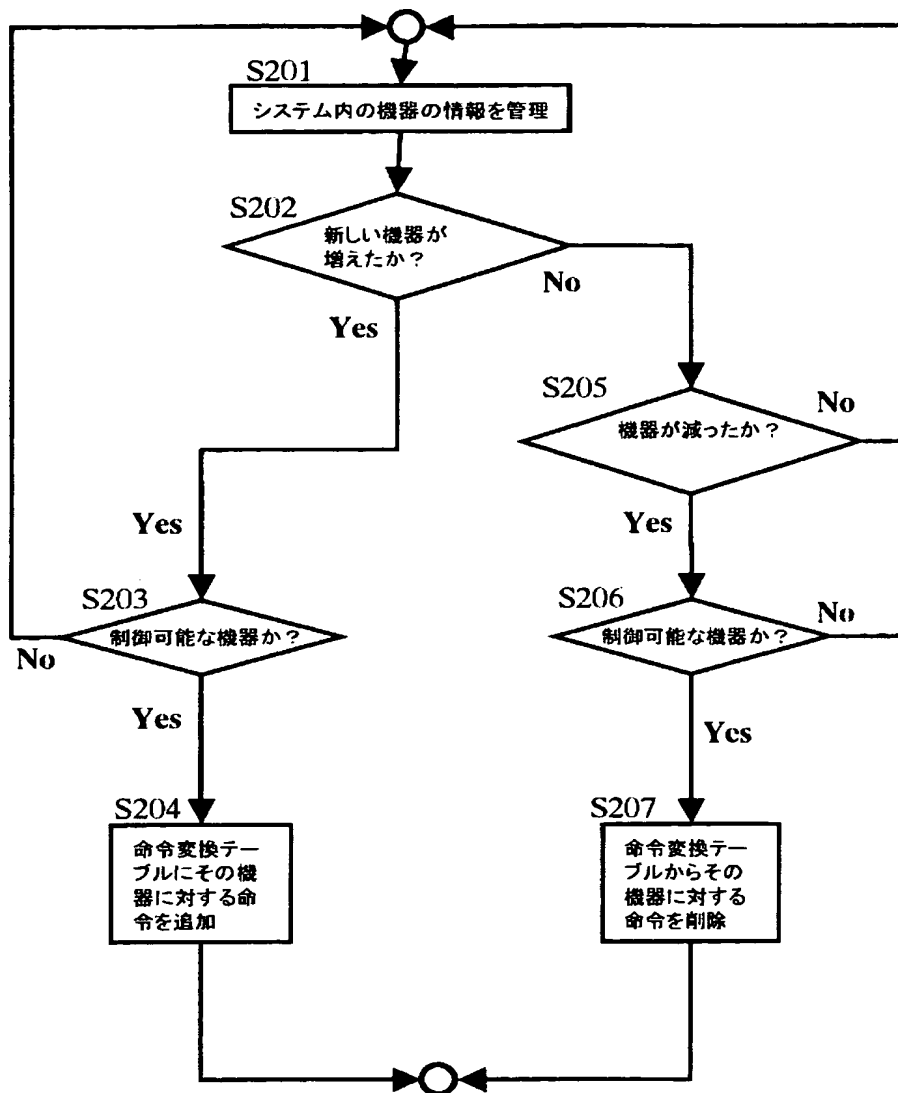 S201
システム内の機器の情報を管理
S202
新しい機器が
増えたか？
No
Yes
S205
No
機器が減ったか？
Yes
Yes
S203
制御可能な機器か？
No
S206
No
制御可能な機器か？
Yes
Yes
S204
命令変換テー
ブルにその機
器に対する命
令を追加
S207
命令変換テー
ブルからその
機器に対する
命令を削除